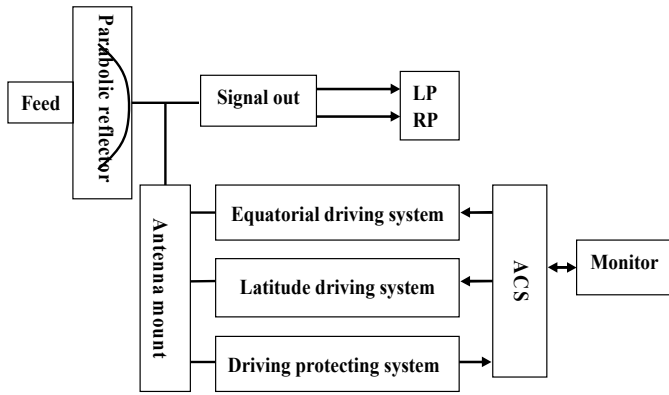 Feed
Parabolic reflector
Signal out
LP
RP
Antenna mount
Equatorial driving system
Latitude driving system
Driving protecting system
ACS
Monitor